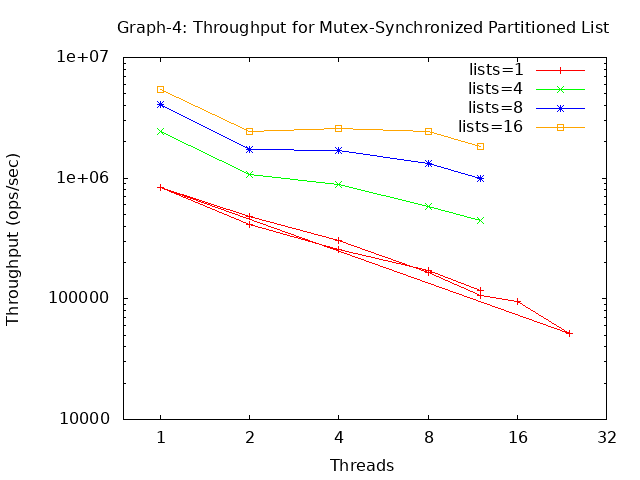 Graph-4: Throughput for Mutex-Synchronized Partitioned List
1e+07
1e+06
100000
10000
Throughput (ops/sec)
lists=1
lists=4
lists=8
lists=16
1 2 4 8 16 32
Threads